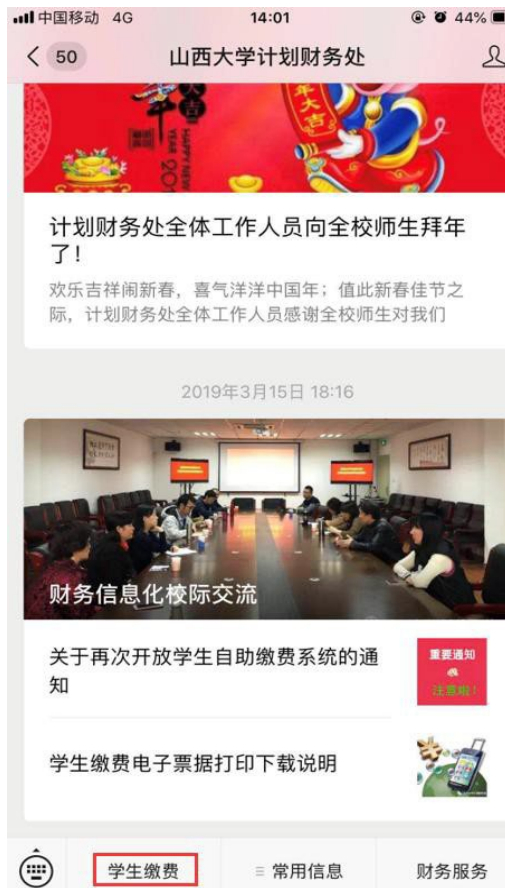 中国移动 4G 14:01 44%
50 山西大学计划财务处
年大吉
HAPPY NEW
YEAR 201
计划财务处全体工作人员向全校师生拜年
了！
欢乐吉祥闹新春，喜气洋洋中国年；值此新春佳节之
际，计划财务处全体工作人员感谢全校师生对我们
2019年3月15日 18:16
财务信息化校际交流
关于再次开放学生自助缴费系统的通
知
重要通知
注意啦！
学生缴费电子票据打印下载说明
学生缴费 常用信息 财务服务